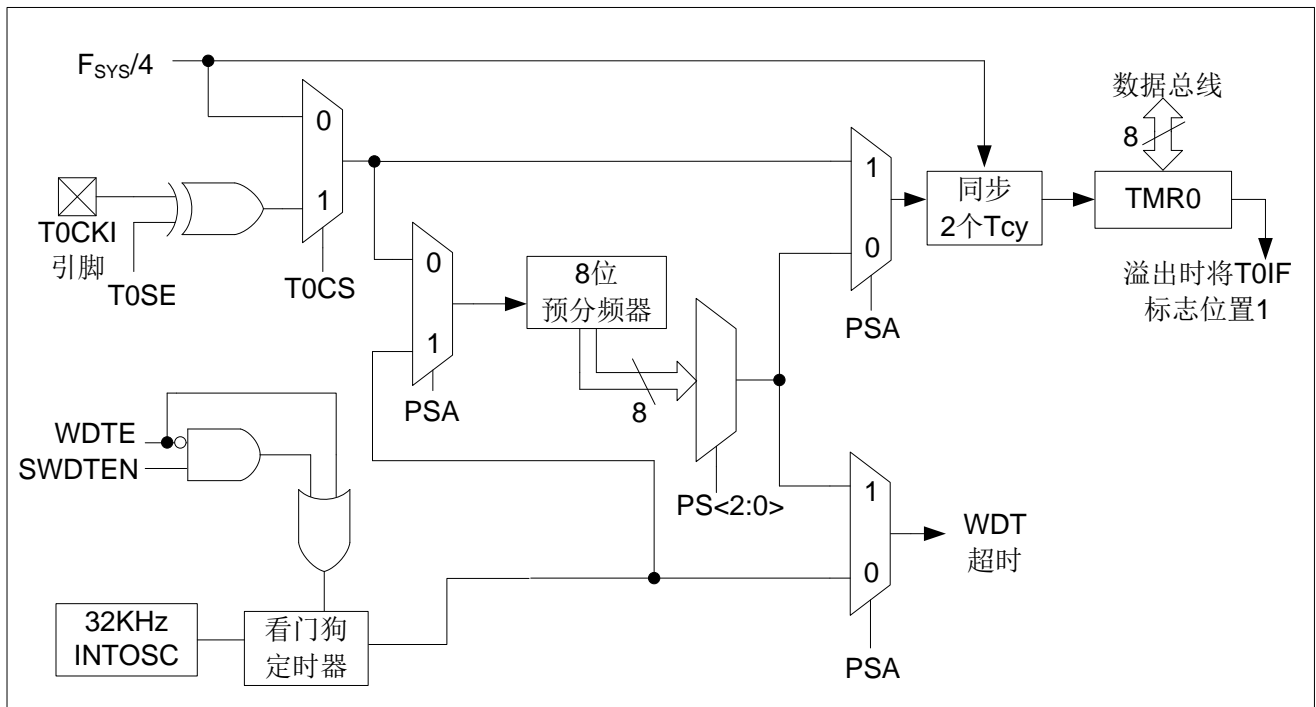 FSYS/4
数据总线
8
0
1
T0CKI
引脚
T0SE
T0CS
0
1
PSA
8位
预分频器
8
PS<2:0>
1
0
PSA
同步
2个Tcy
TMR0
溢出时将T0IF
标志位置1
WDTE
SWDTEN
32KHz
INTOSC
看门狗
定时器
1
0
PSA
WDT
超时